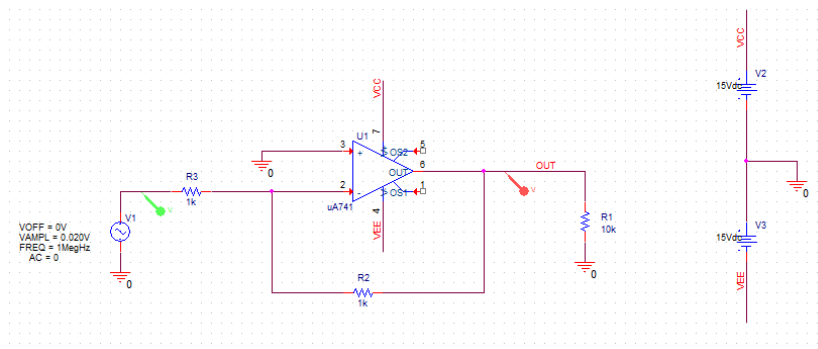 VCC
V2
15Vdc
0
VCC
U1
3
+
7
OS2
5
0
OUT
6
OUT
R3
2
-
OS1
1
1k
uA741
4
V
V
V1
R1
VOFF = 0V
VAMPL = 0.020V
FREQ = 1MegHz
AC = 0
10k
VEE
V3
15Vdc
0
0
R2
VEE
1k